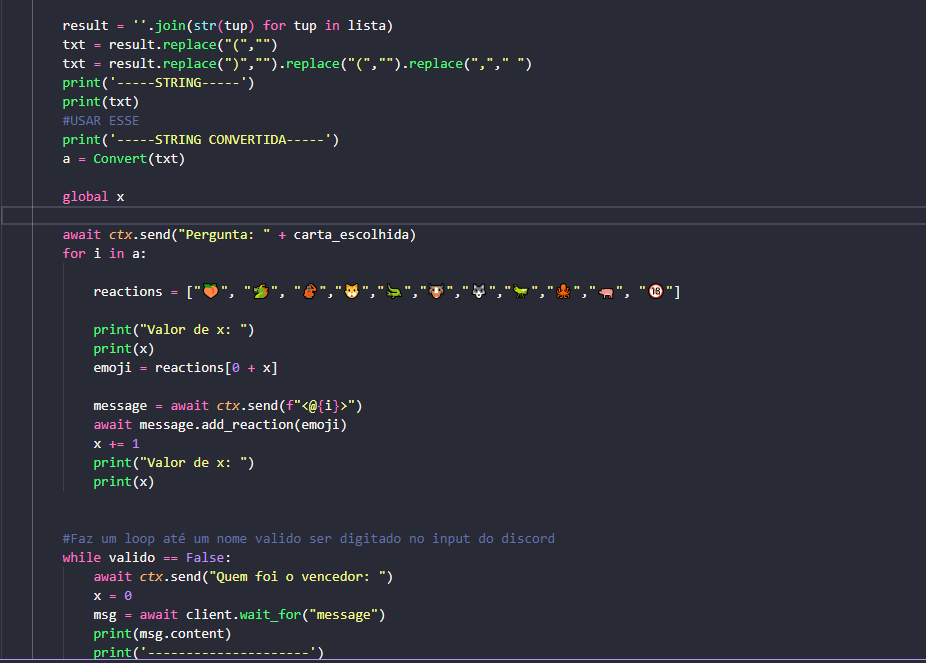 result = ''.join(str(tup) for tup in lista)
txt = result.replace("(","")
txt = result.replace(")","").replace("(","").replace(","," ")
print('-----STRING-----')
print(txt)
#USAR ESSE
print('-----STRING CONVERTIDA-----')
a = Convert(txt)
global x
await ctx.send("Pergunta: " + carta_escolhida)
for i in a:
reactions = ["🍑", "🐲", "🦧","🐱","🐛","🐮","🐺","🦗","🐙","🐖", "🔞"]
print("Valor de x: ")
print(x)
emoji = reactions[0 + x]
message = await ctx.send(f"<@{i}>")
await message.add_reaction(emoji)
x += 1
print("Valor de x: ")
print(x)
#Faz um loop até um nome valido ser digitado no input do discord
while valido == False:
await ctx.send("Quem foi o vencedor: ")
x = 0
msg = await client.wait_for("message")
print(msg.content)
print('---------------------')